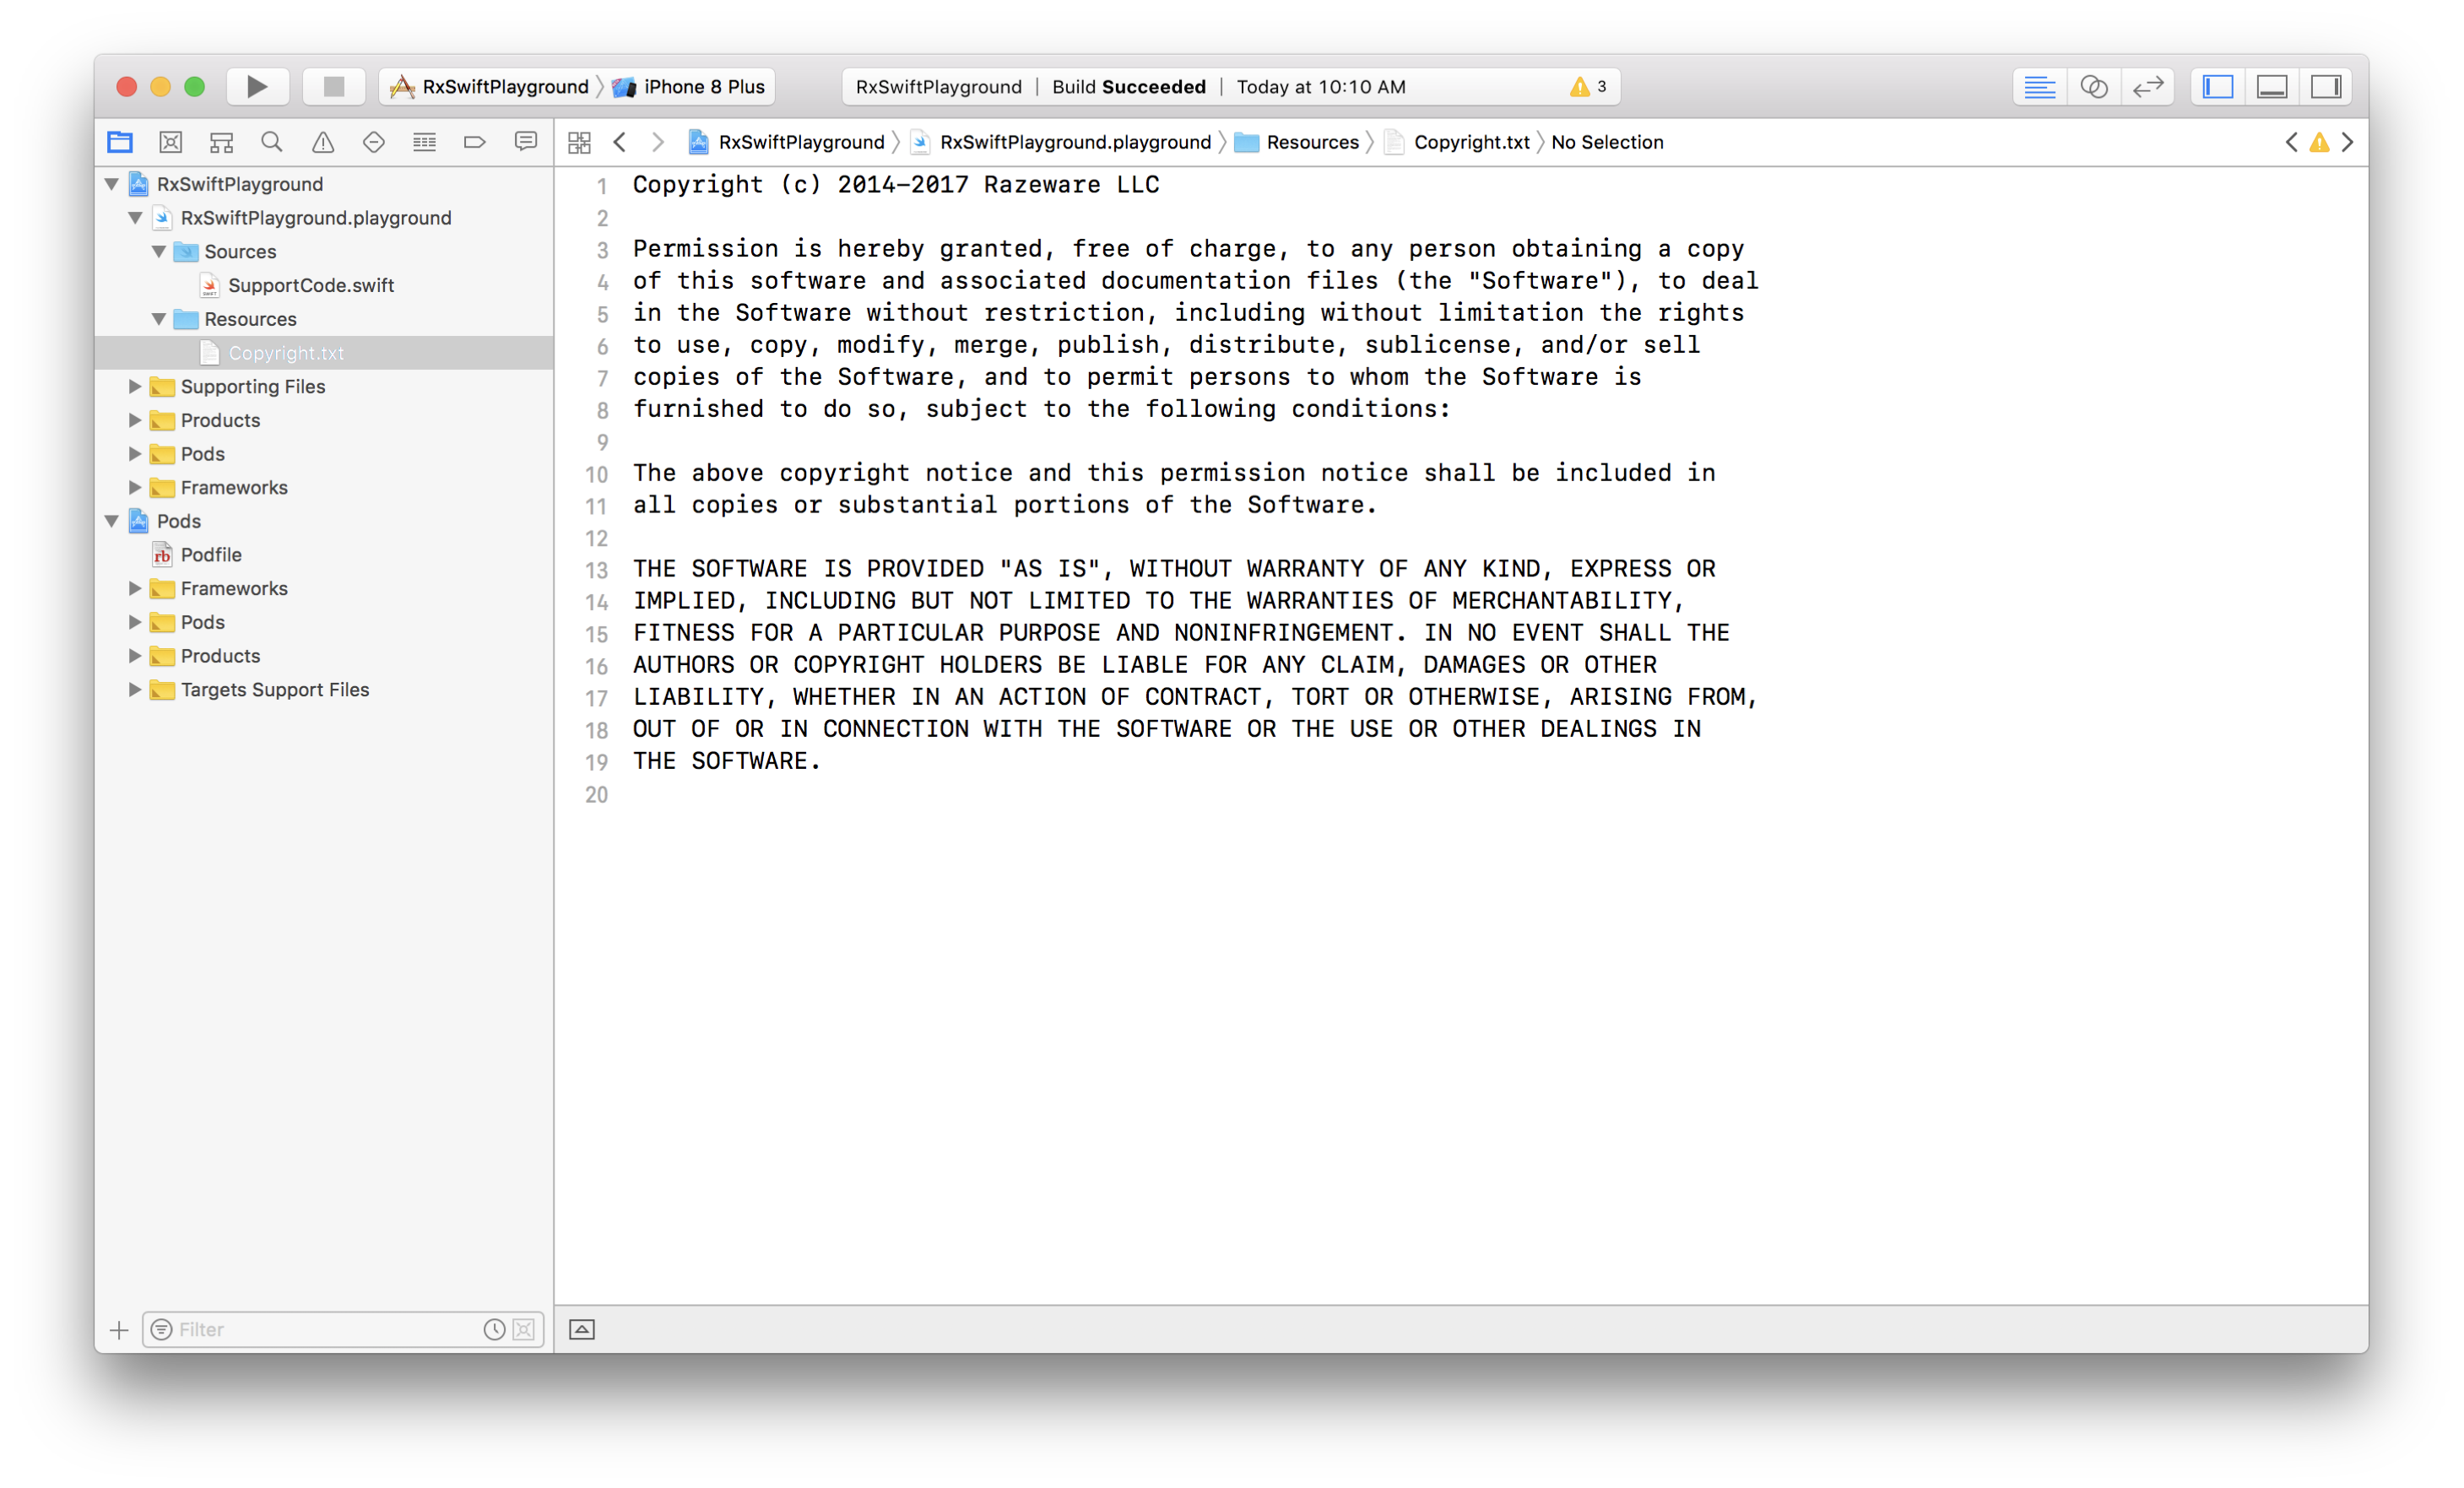 RxSwiftPlayground 〉 iPhone 8 Plus
RxSwiftPlayground | Build Succeeded | Today at 10:10 AM
3
RxSwiftPlayground 〉 RxSwiftPlayground.playground 〉 Resources 〉 Copyright.txt 〉 No Selection
RxSwiftPlayground
RxSwiftPlayground.playground
Sources
SupportCode.swift
Resources
Copyright.txt
Supporting Files
Products
Pods
Frameworks
Pods
rb Podfile
Frameworks
Pods
Products
Targets Support Files
Filter
1 Copyright (c) 2014–2017 Razeware LLC
2
3 Permission is hereby granted, free of charge, to any person obtaining a copy
4 of this software and associated documentation files (the "Software"), to deal
5 in the Software without restriction, including without limitation the rights
6 to use, copy, modify, merge, publish, distribute, sublicense, and/or sell
7 copies of the Software, and to permit persons to whom the Software is
8 furnished to do so, subject to the following conditions:
9
10 The above copyright notice and this permission notice shall be included in
11 all copies or substantial portions of the Software.
12
13 THE SOFTWARE IS PROVIDED "AS IS", WITHOUT WARRANTY OF ANY KIND, EXPRESS OR
14 IMPLIED, INCLUDING BUT NOT LIMITED TO THE WARRANTIES OF MERCHANTABILITY,
15 FITNESS FOR A PARTICULAR PURPOSE AND NONINFRINGEMENT. IN NO EVENT SHALL THE
16 AUTHORS OR COPYRIGHT HOLDERS BE LIABLE FOR ANY CLAIM, DAMAGES OR OTHER
17 LIABILITY, WHETHER IN AN ACTION OF CONTRACT, TORT OR OTHERWISE, ARISING FROM,
18 OUT OF OR IN CONNECTION WITH THE SOFTWARE OR THE USE OR OTHER DEALINGS IN
19 THE SOFTWARE.
20